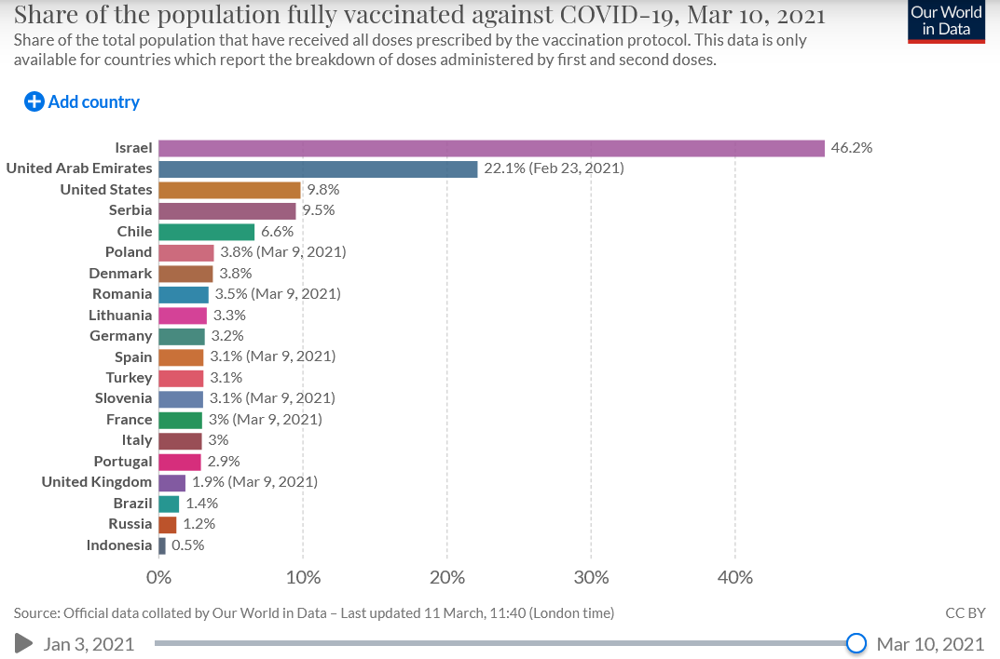 Share of the population fully vaccinated against COVID-19, Mar 10, 2021
Our World
in Data
Share of the total population that have received all doses prescribed by the vaccination protocol. This data is only
available for countries which report the breakdown of doses administered by first and second doses.
Add country
Israel 46.2%
United Arab Emirates 22.1% (Feb 23, 2021)
United States 9.8%
Serbia 9.5%
Chile 6.6%
Poland 3.8% (Mar 9, 2021)
Denmark 3.8%
Romania 3.5% (Mar 9, 2021)
Lithuania 3.3%
Germany 3.2%
Spain 3.1% (Mar 9, 2021)
Turkey 3.1%
Slovenia 3.1% (Mar 9, 2021)
France 3% (Mar 9, 2021)
Italy 3%
Portugal 2.9%
United Kingdom 1.9% (Mar 9, 2021)
Brazil 1.4%
Russia 1.2%
Indonesia 0.5%
0% 10% 20% 30% 40%
Source: Official data collated by Our World in Data – Last updated 11 March, 11:40 (London time) CC BY
Jan 3, 2021 Mar 10, 2021